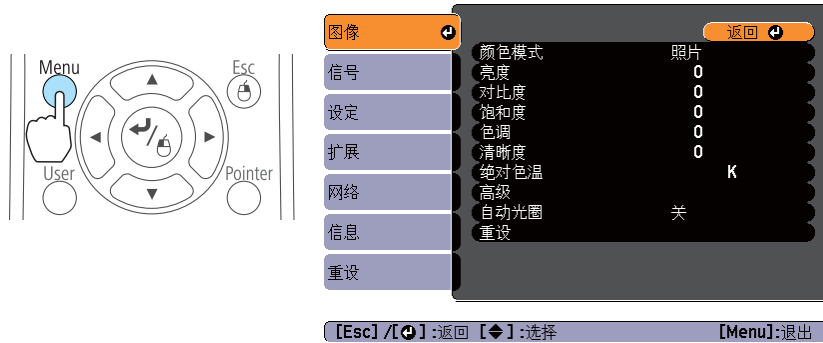 Menu
Esc
User
Pointer
图像
信号
设定
扩展
网络
信息
重设
返回
颜色模式 照片
亮度 0
对比度 0
饱和度 0
色调 0
清晰度 0
绝对色温 K
高级
自动光圈 关
重设
[Esc] /[ ] :返回 [ ] :选择 [Menu]:退出